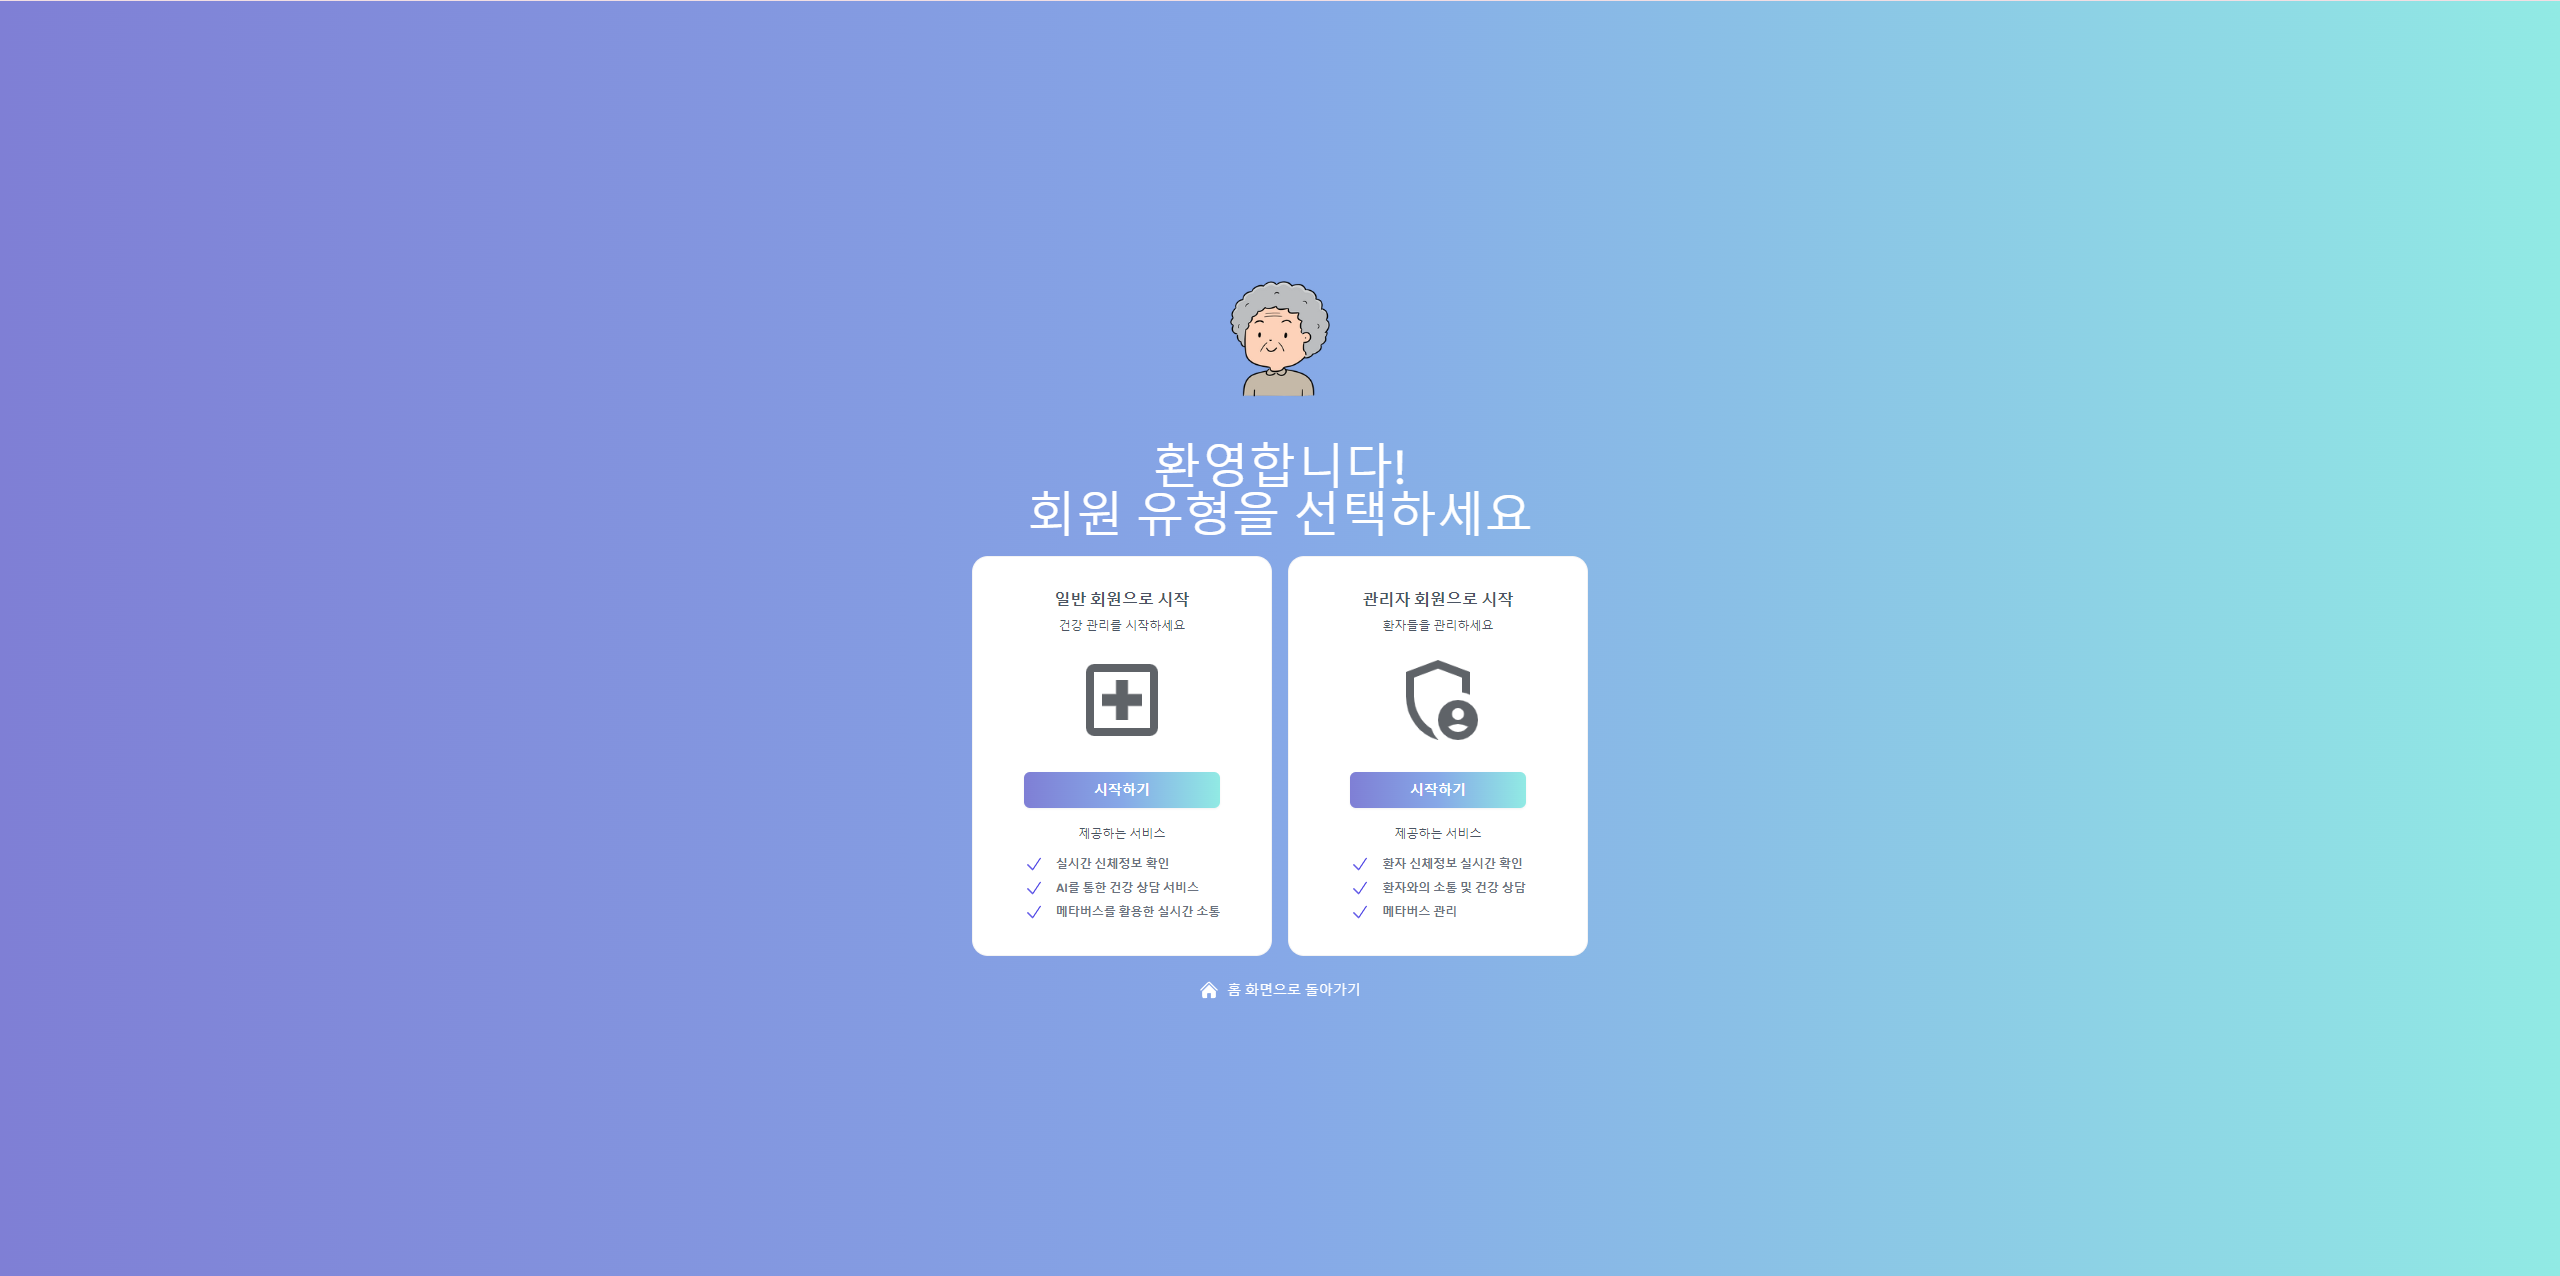 환영합니다!
회원 유형을 선택하세요
일반 회원으로 시작
건강 관리를 시작하세요
시작하기
제공하는 서비스
실시간 신체정보 확인
AI를 통한 건강 상담 서비스
메타버스를 활용한 실시간 소통
관리자 회원으로 시작
환자들을 관리하세요
시작하기
제공하는 서비스
환자 신체정보 실시간 확인
환자와의 소통 및 건강 상담
메타버스 관리
홈 화면으로 돌아가기